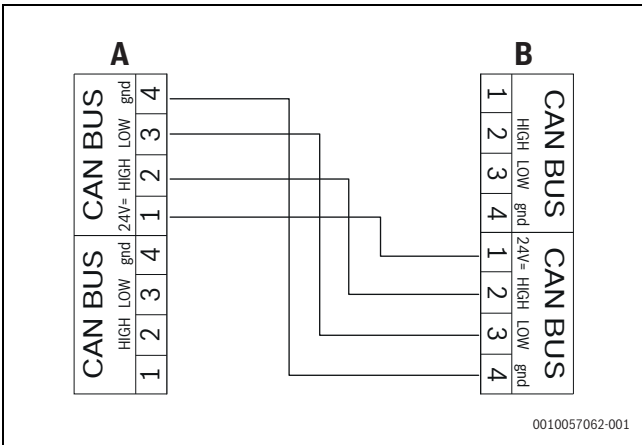 A
B
CAN BUS
gnd 4
LOW 3
HIGH 2
24V= 1
CAN BUS
gnd 4
LOW 3
HIGH 2
1
1
2 HIGH
3 LOW
4 gnd
CAN BUS
1 24V=
2 HIGH
3 LOW
4 gnd
CAN BUS
0010057062-001